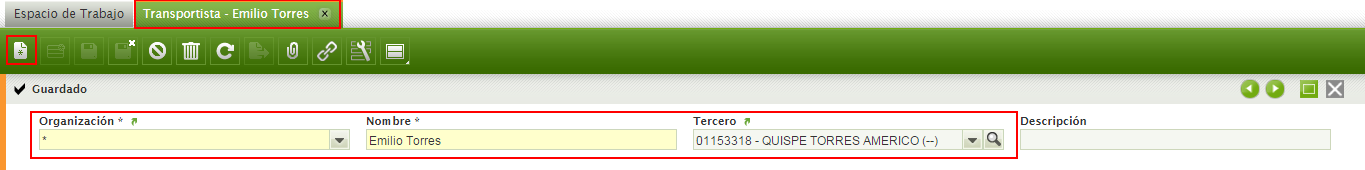 Espacio de Trabajo Transportista - Emilio Torres x
Guardado
Organización * Nombre * Tercero Descripción
* Emilio Torres 01153318 - QUISPE TORRES AMERICO (--)